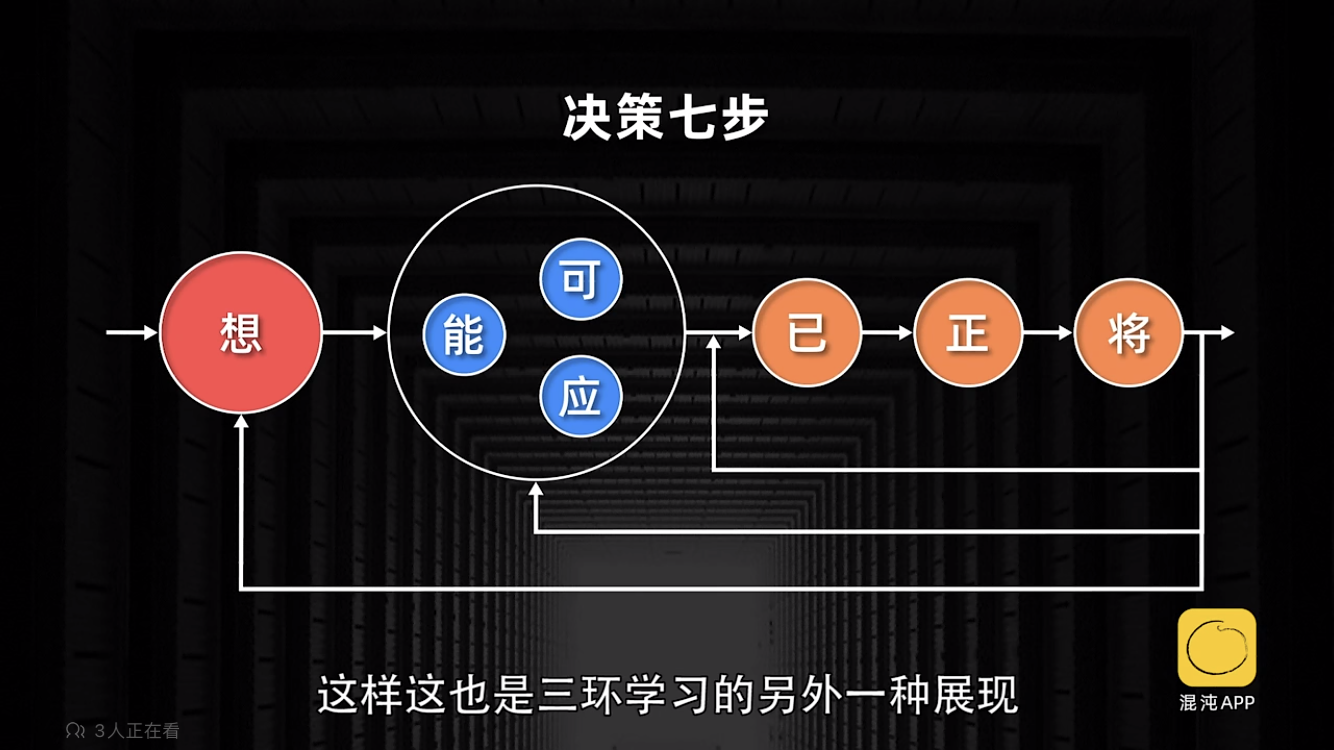 决策七步
想
能
可
应
已
正
将
这样这也是三环学习的另外一种展现
混沌APP
3人正在看